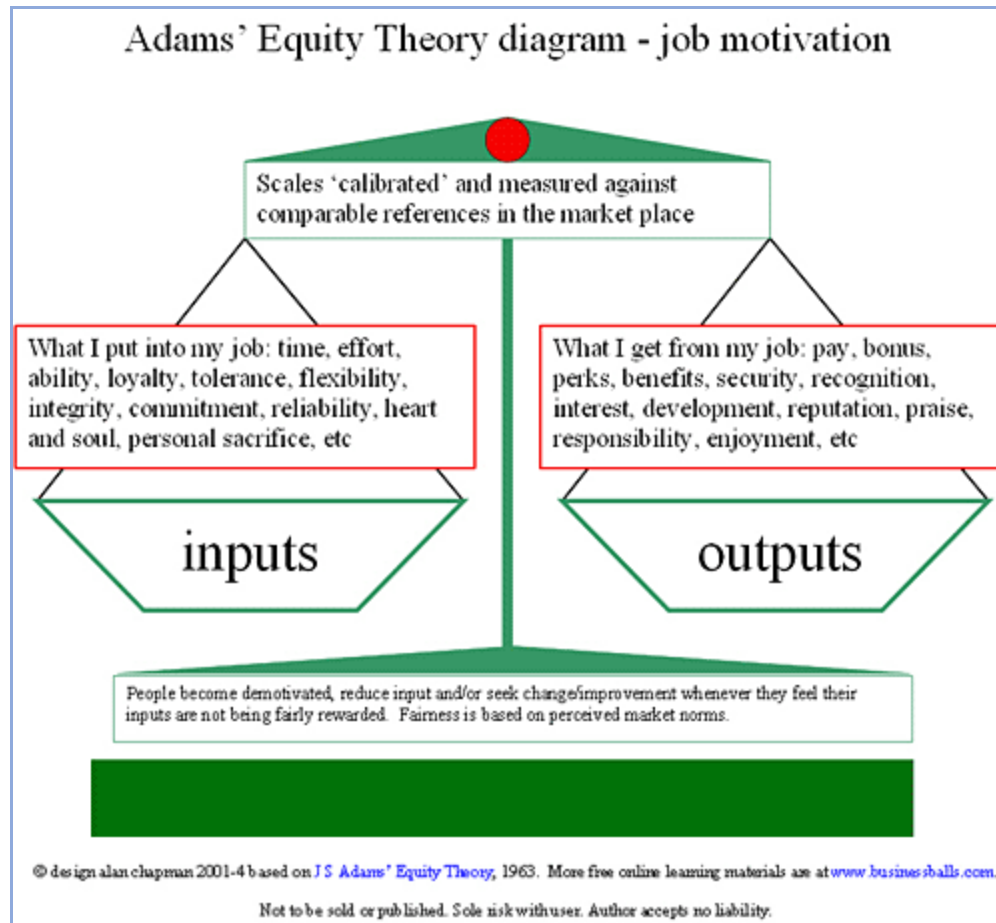 Adams’ Equity Theory diagram - job motivation
Scales ‘calibrated’ and measured against
comparable references in the market place
What I put into my job: time, effort,
ability, loyalty, tolerance, flexibility,
integrity, commitment, reliability, heart
and soul, personal sacrifice, etc
What I get from my job: pay, bonus,
perks, benefits, security, recognition,
interest, development, reputation, praise,
responsibility, enjoyment, etc
inputs
outputs
People become demotivated, reduce input and/or seek change/improvement whenever they feel their
inputs are not being fairly rewarded.  Fairness is based on perceived market norms.
© design alan chapman 2001-4 based on J S Adams’ Equity Theory, 1963.  More free online learning materials are at www.businessballs.com.
Not to be sold or published. Sole risk with user. Author accepts no liability.